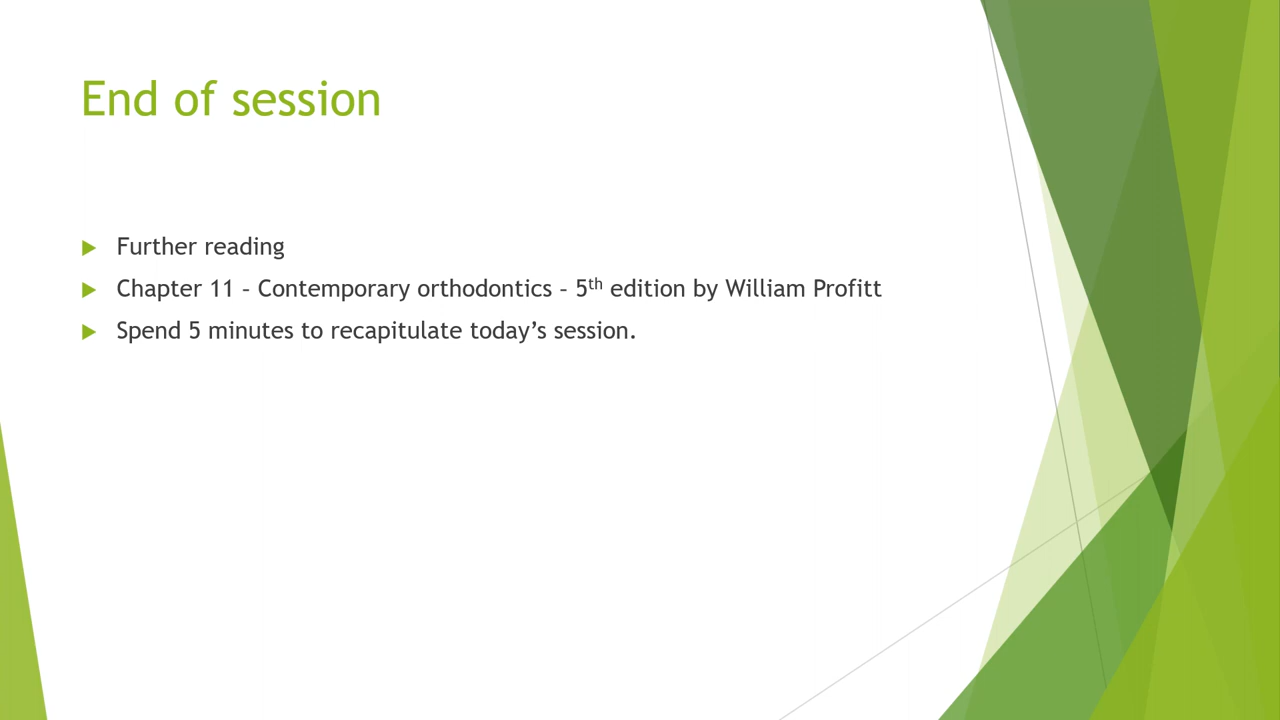 End of session
Further reading
Chapter 11 – Contemporary orthodontics – 5th edition by William Profitt
Spend 5 minutes to recapitulate today’s session.